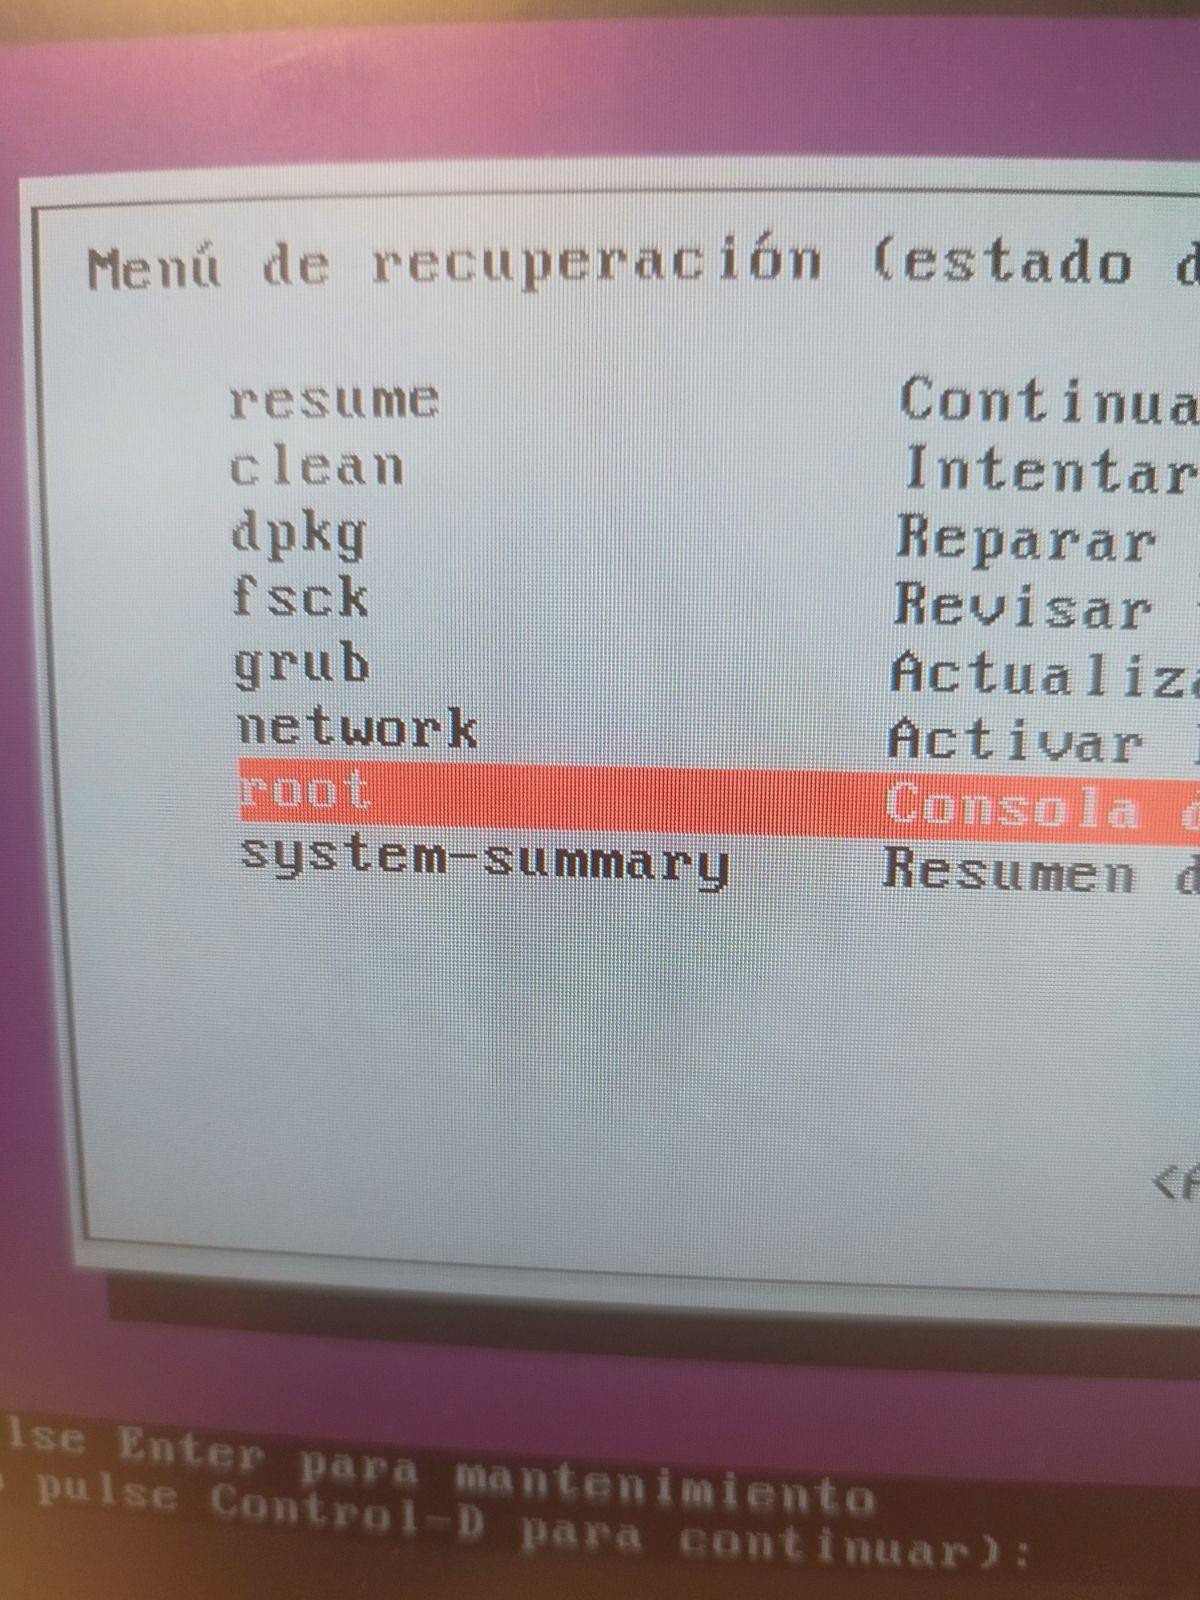 Menú de recuperación (estado d
resume Continua
clean Intentar
dpkg Reparar
fsck Revisar
grub Actualiza
network Activar
root Consola d
system-summary Resumen d
lse Enter para mantenimiento
pulse Control-D para continuar):